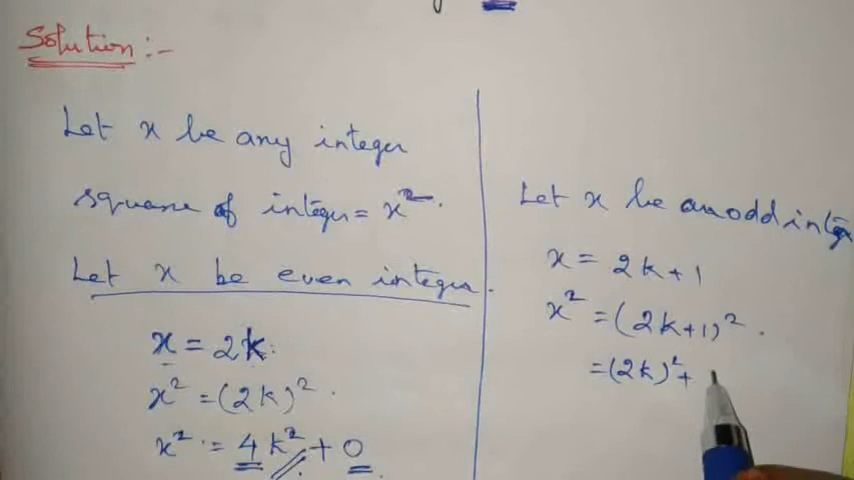 Solution :-
Let x be any integer
square of integer = x².
Let x be even integer.
x = 2k.
x² = (2k)².
x² = 4k² + 0.
Let x be an odd integer
x = 2k+1
x² = (2k+1)².
= (2k)² +